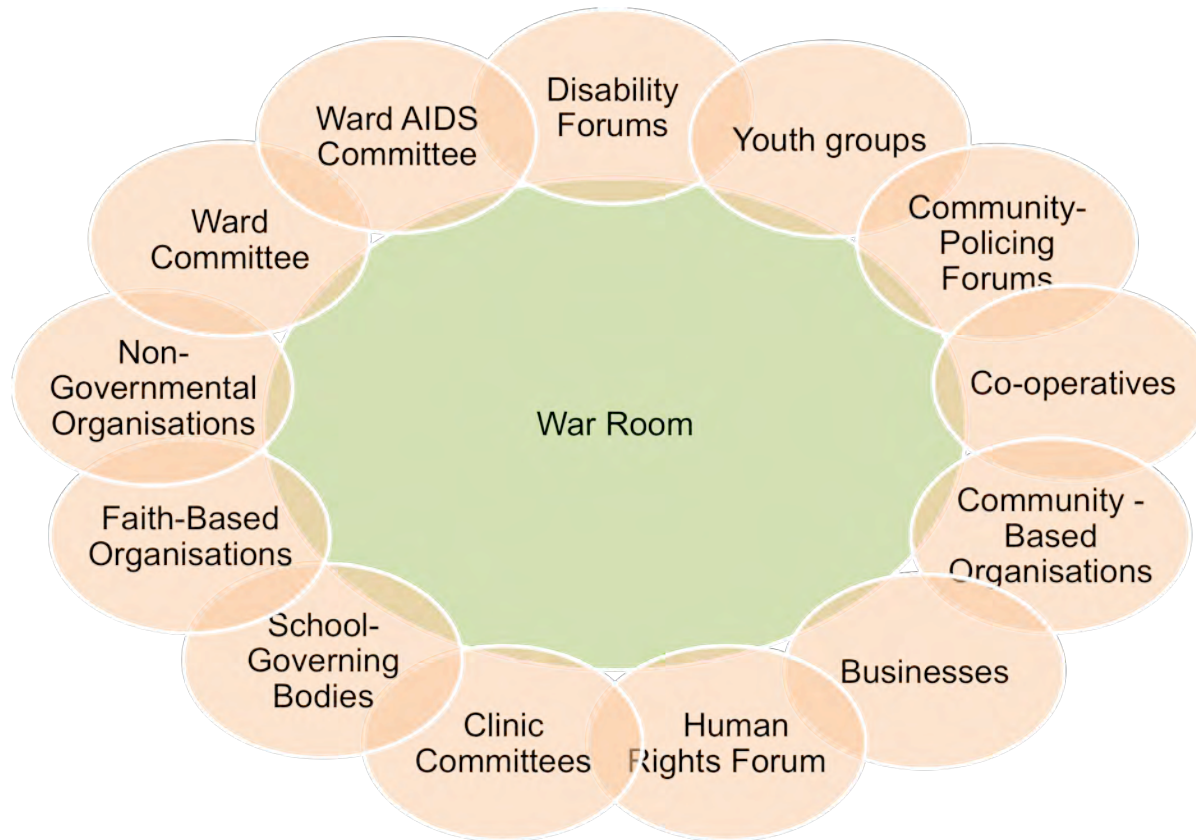 Disability
Forums
Youth groups
Community-
Policing
Forums
Co-operatives
Community -
Based
Organisations
Businesses
Human
Rights Forum
Clinic
Committees
School-
Governing
Bodies
Faith-Based
Organisations
Non-
Governmental
Organisations
Ward
Committee
Ward AIDS
Committee
War Room